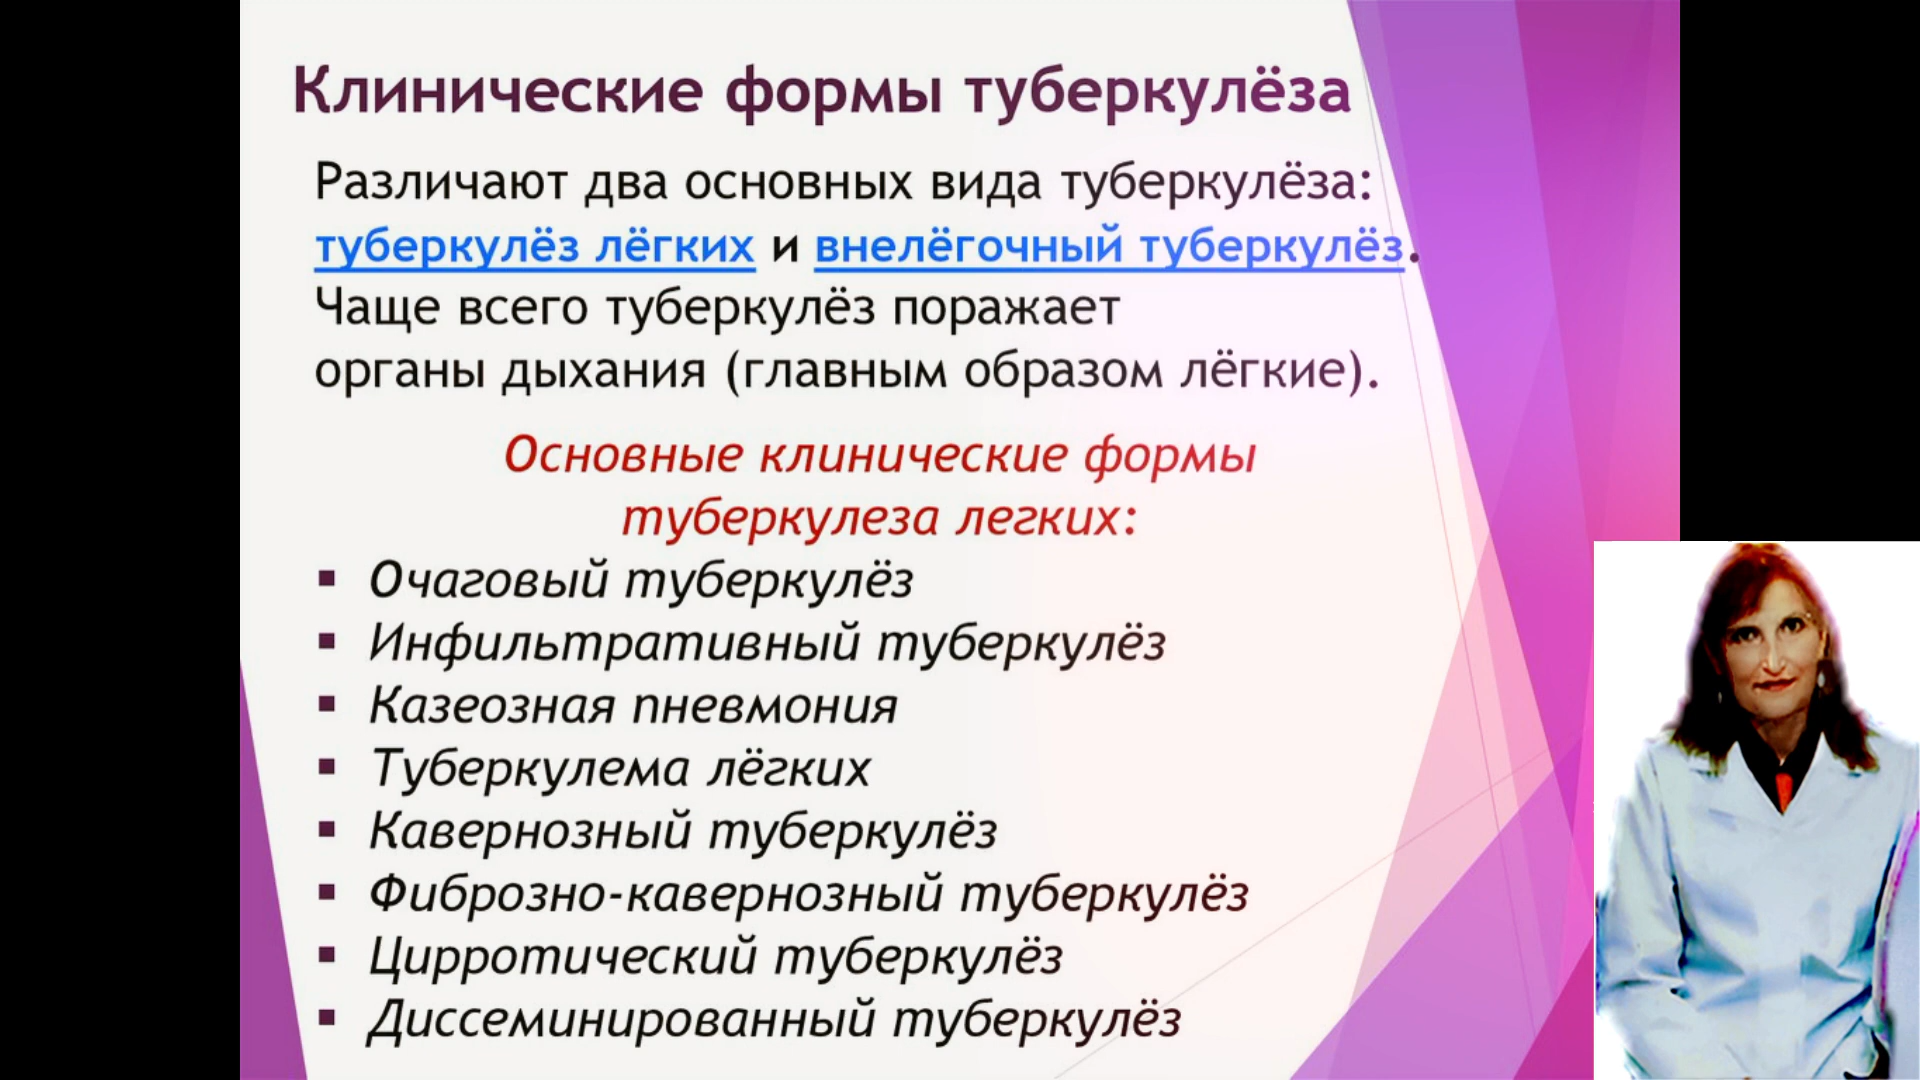 Клинические формы туберкулёза
Различают два основных вида туберкулёза:
туберкулёз лёгких и внелёгочный туберкулёз.
Чаще всего туберкулёз поражает
органы дыхания (главным образом лёгкие).
Основные клинические формы
туберкулеза легких:
▪ Очаговый туберкулёз
▪ Инфильтративный туберкулёз
▪ Казеозная пневмония
▪ Туберкулема лёгких
▪ Кавернозный туберкулёз
▪ Фиброзно-кавернозный туберкулёз
▪ Цирротический туберкулёз
▪ Диссеминированный туберкулёз